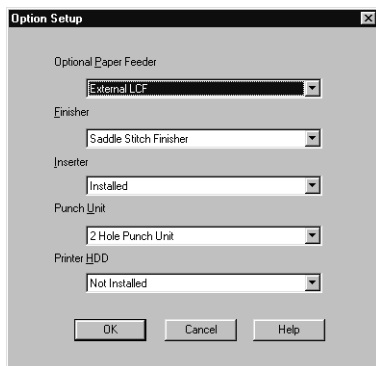 Option Setup
Optional Paper Feeder
External LCF
Finisher
Saddle Stitch Finisher
Inserter
Installed
Punch Unit
2 Hole Punch Unit
Printer HDD
Not Installed
OK Cancel Help